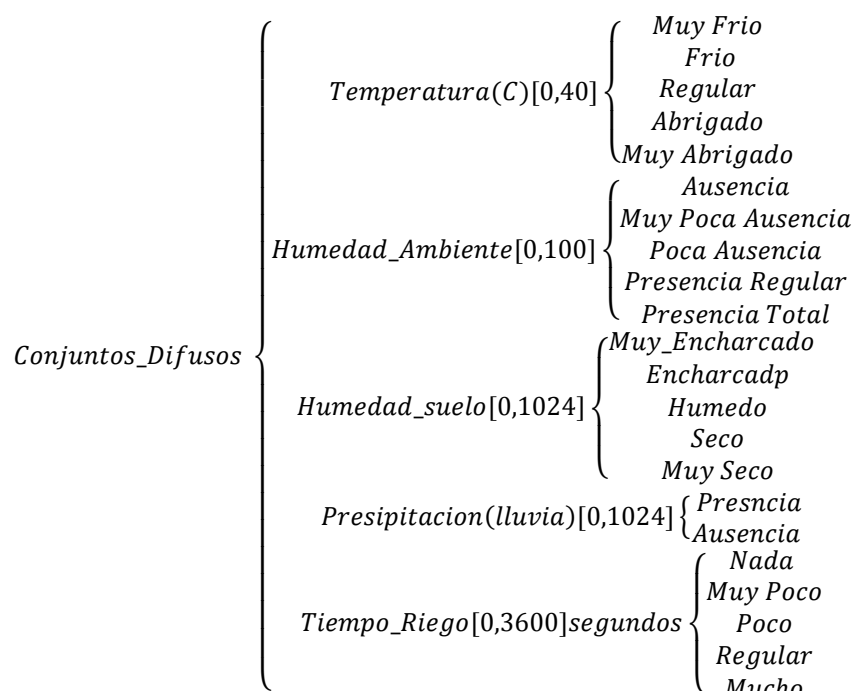 Conjuntos_Difusos
Temperatura(C)[0,40]
Muy Frio
Frio
Regular
Abrigado
Muy Abrigado
Humedad_Ambiente[0,100]
Ausencia
Muy Poca Ausencia
Poca Ausencia
Presencia Regular
Presencia Total
Humedad_suelo[0,1024]
Muy_Encharcado
Encharcadp
Humedo
Seco
Muy Seco
Presipitacion(lluvia)[0,1024]
Presncia
Ausencia
Tiempo_Riego[0,3600]segundos
Nada
Muy Poco
Poco
Regular
Mucho